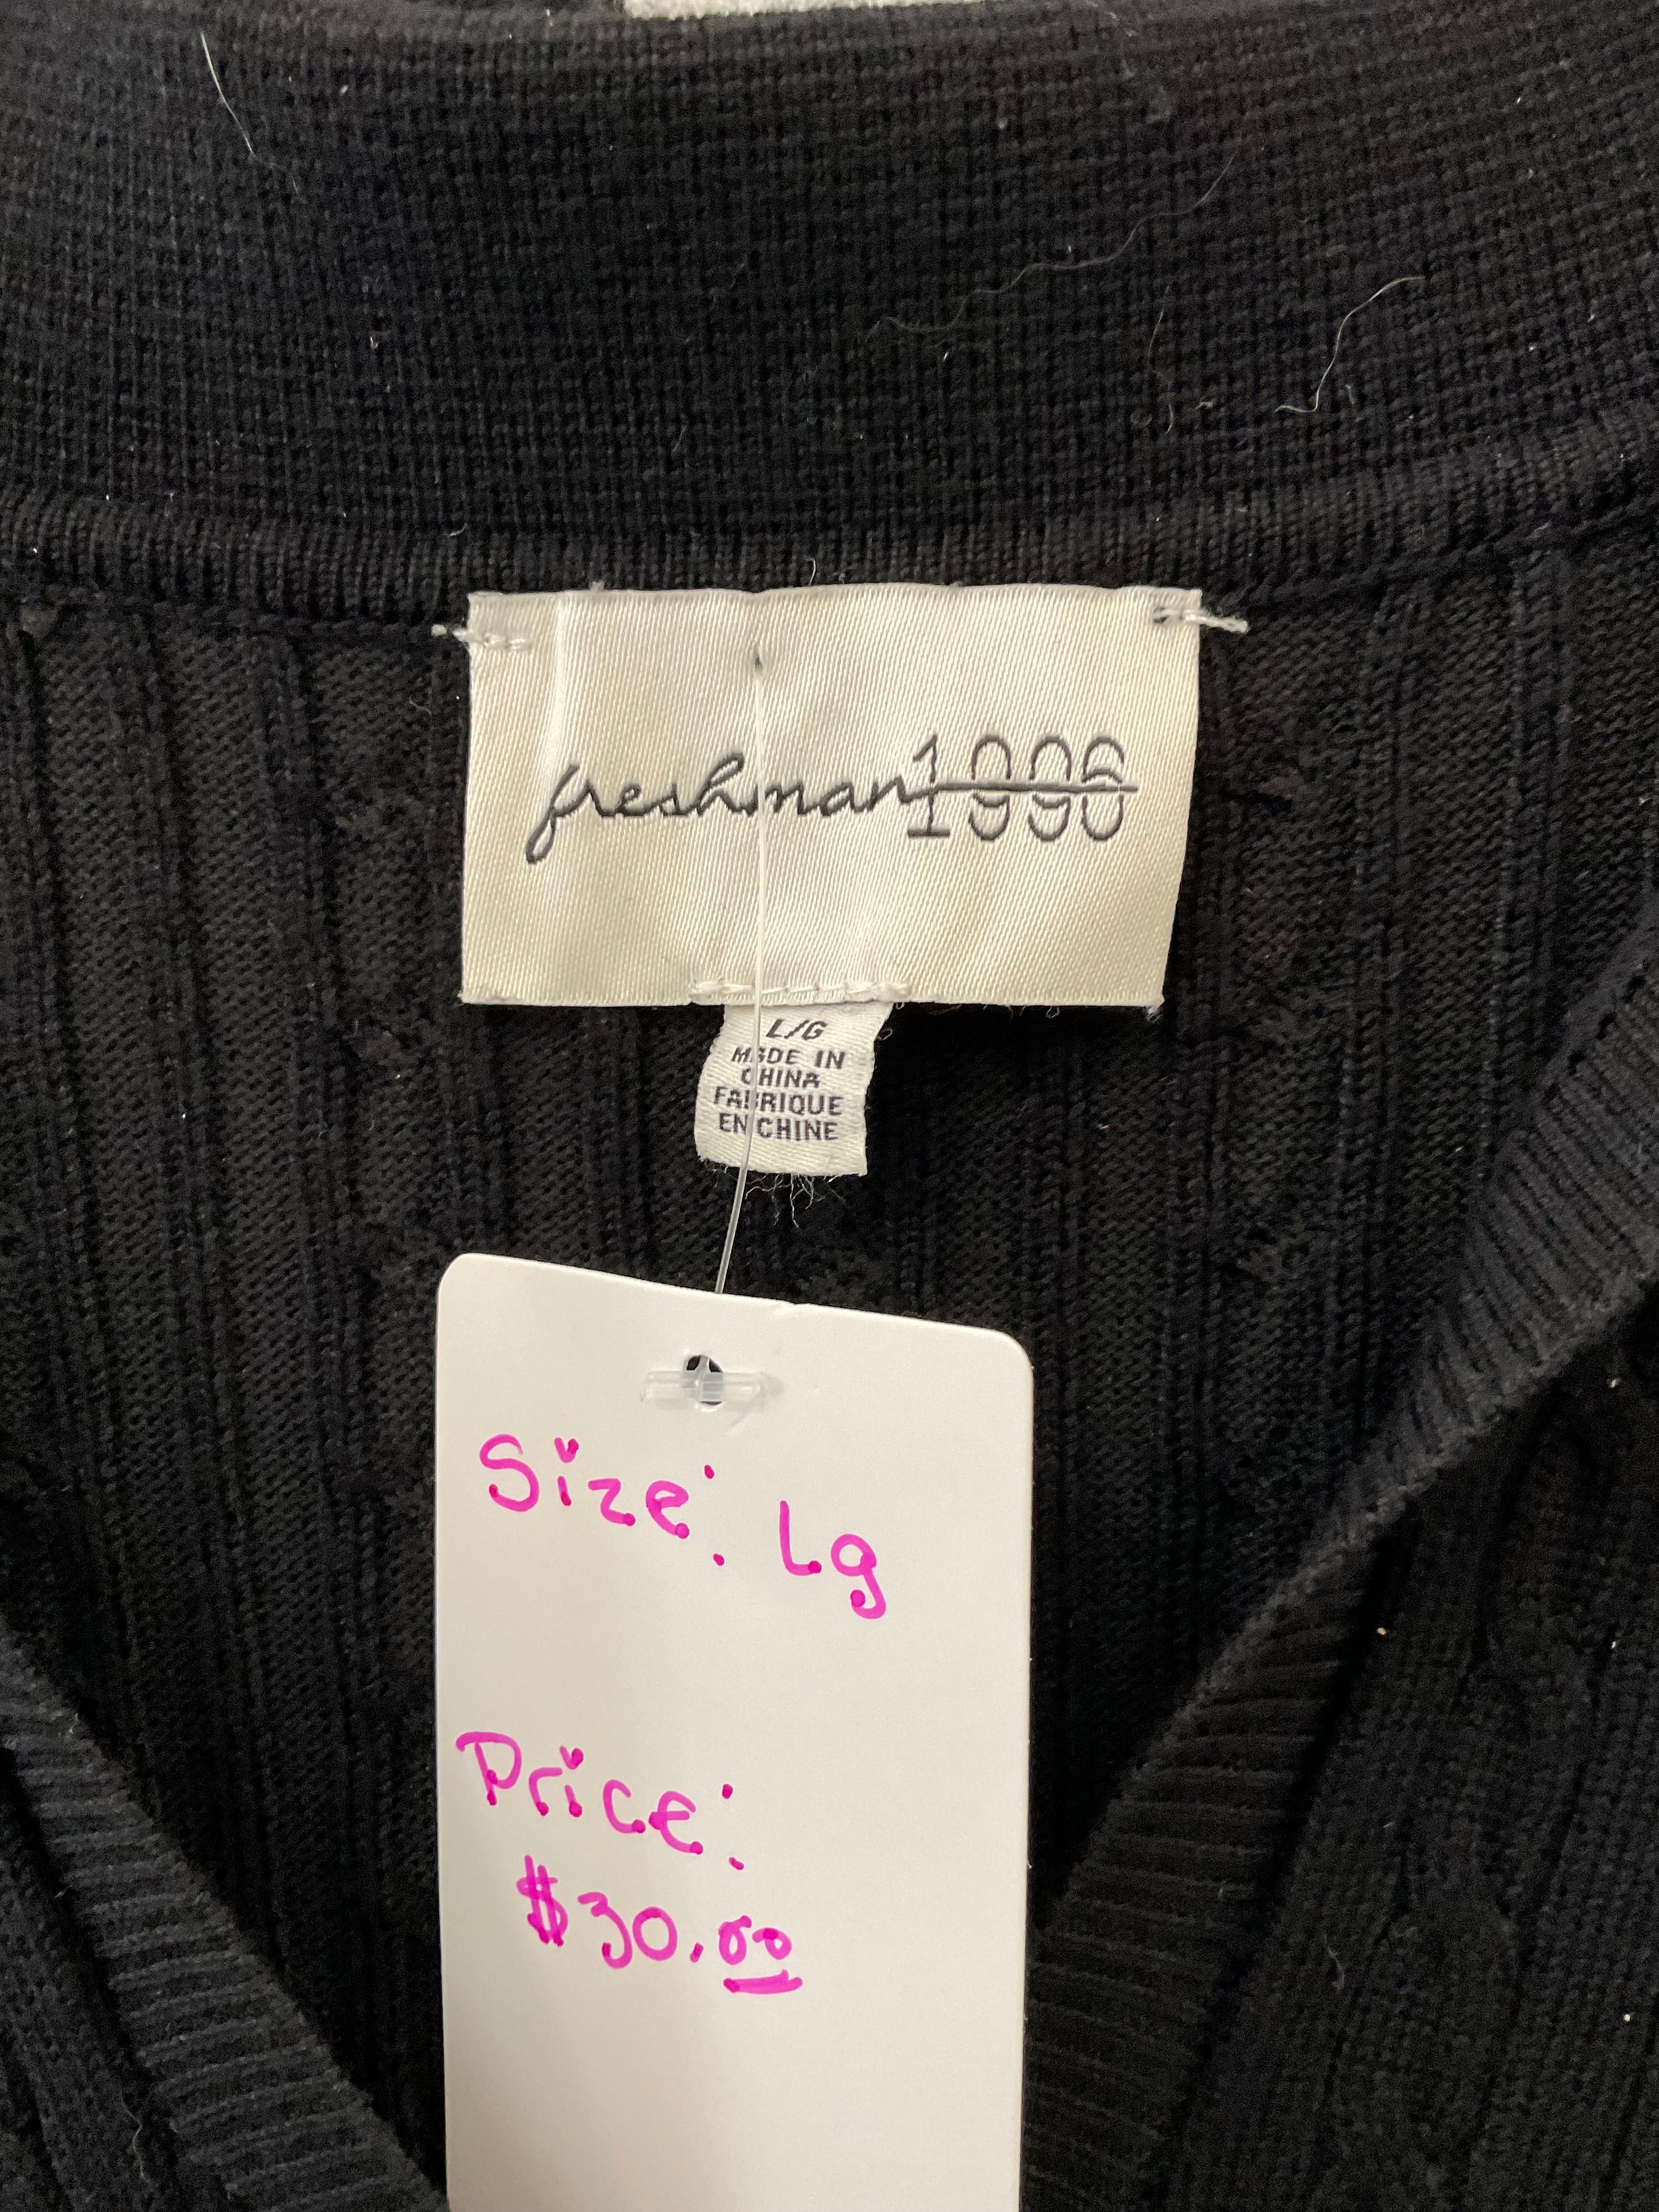 freshman1996
L/G
MADE IN
CHINA
FABRIQUE
EN CHINE
Size: Lg
Price:
$30.00